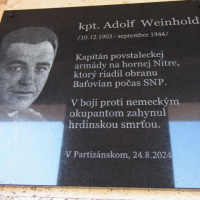 kpt. Adolf Weinhold
/10.12.1903 - september 1944/
Kapitán povstaleckej
armády na hornej Nitre,
ktorý riadil obranu
Baťovian počas SNP.
V boji proti nemeckým
okupantom zahynul
hrdinskou smrťou.
V Partizánskom, 24.8.2024